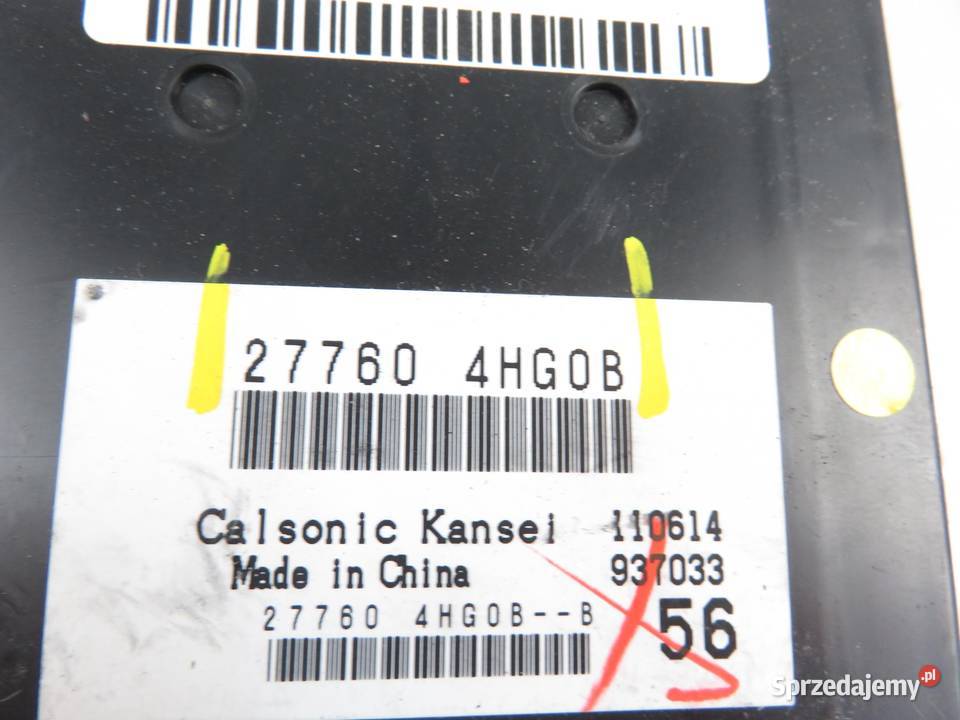 27760 4HG0B
Calsonic Kansei 110614
Made in China 937033
27760 4HG0B--B 56
Sprzedajemy.pl